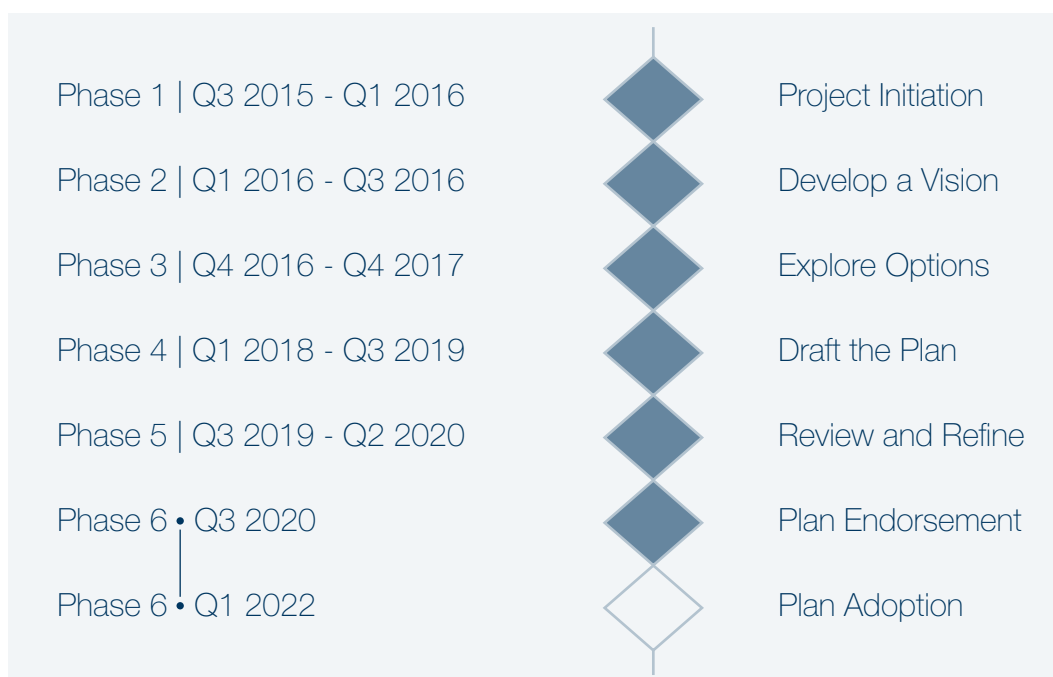 Phase 1 | Q3 2015 - Q1 2016 Project Initiation
Phase 2 | Q1 2016 - Q3 2016 Develop a Vision
Phase 3 | Q4 2016 - Q4 2017 Explore Options
Phase 4 | Q1 2018 - Q3 2019 Draft the Plan
Phase 5 | Q3 2019 - Q2 2020 Review and Refine
Phase 6 • Q3 2020 Plan Endorsement
Phase 6 • Q1 2022 Plan Adoption